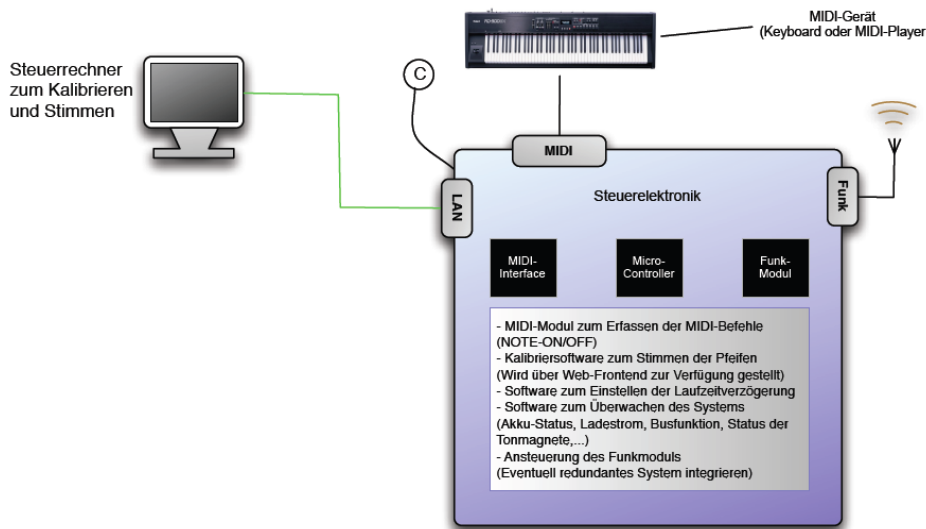 MIDI-Gerät
(Keyboard oder MIDI-Player
Steuerrechner
zum Kalibrieren
und Stimmen
C
MIDI
LAN
Steuerelektronik
Funk
MIDI-
Interface
Micro-
Controller
Funk-
Modul
- MIDI-Modul zum Erfassen der MIDI-Befehle
(NOTE-ON/OFF)
- Kalibriersoftware zum Stimmen der Pfeifen
(Wird über Web-Frontend zur Verfügung gestellt)
- Software zum Einstellen der Laufzeitverzögerung
- Software zum Überwachen des Systems
(Akku-Status, Ladestrom, Busfunktion, Status der
Tonmagnete,...)
- Ansteuerung des Funkmoduls
(Eventuell redundantes System integrieren)